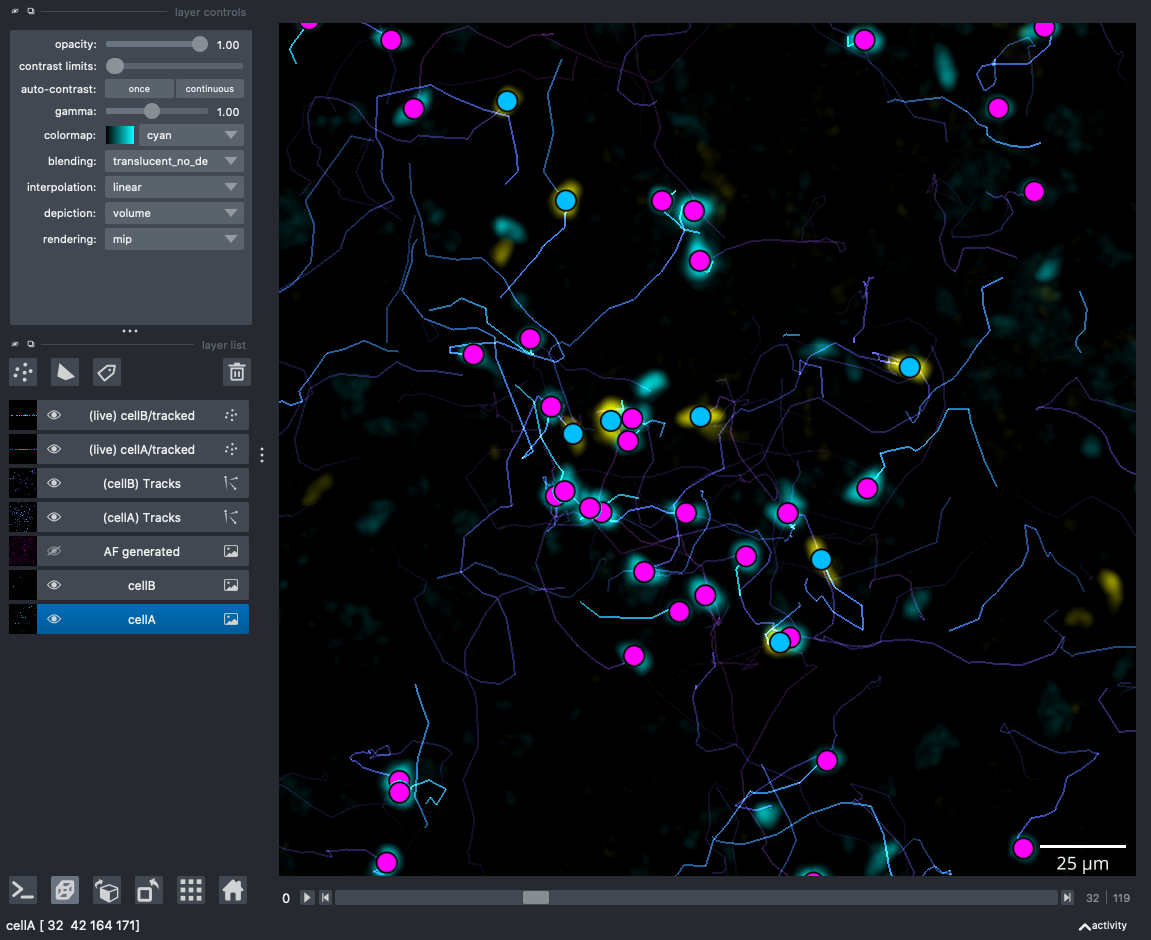 layer controls
opacity: 1.00
contrast limits:
auto-contrast: once continuous
gamma: 1.00
colormap: cyan
blending: translucent_no_de
interpolation: linear
depiction: volume
rendering: mip
layer list
(live) cellB/tracked
(live) cellA/tracked
(cellB) Tracks
(cellA) Tracks
AF generated
cellB
cellA
25 μm
0 32 119
cellA [ 32 42 164 171]
activity